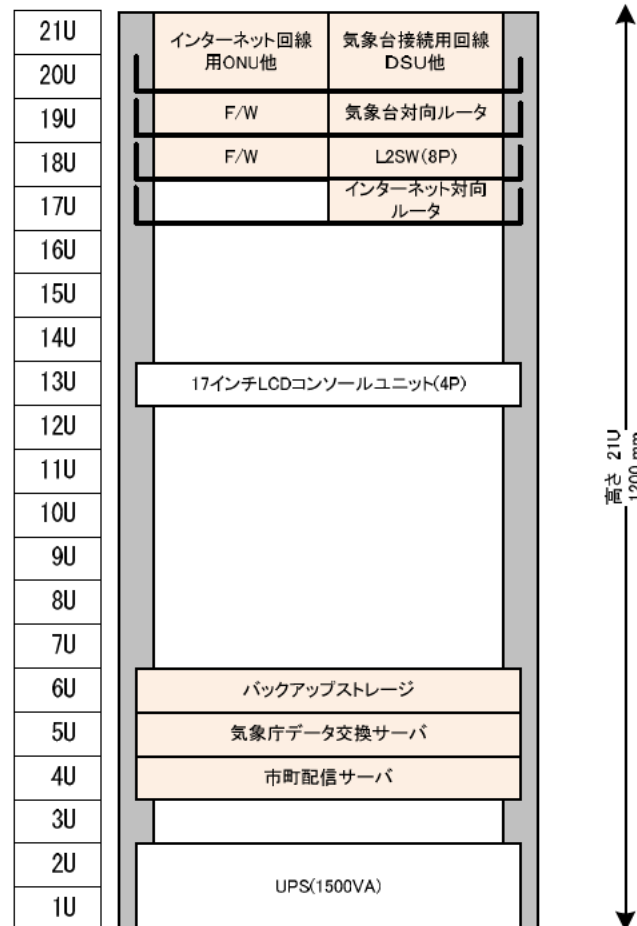 21U
インターネット回線
用ONU他
気象台接続用回線
DSU他
20U
19U
F/W
気象台対向ルータ
18U
F/W
L2SW(8P)
17U
インターネット対向
ルータ
16U
15U
14U
13U
17インチLCDコンソールユニット(4P)
12U
11U
10U
9U
8U
7U
6U
バックアップストレージ
5U
気象庁データ交換サーバ
4U
市町配信サーバ
3U
2U
UPS(1500VA)
1U
高さ 21U
1200 mm